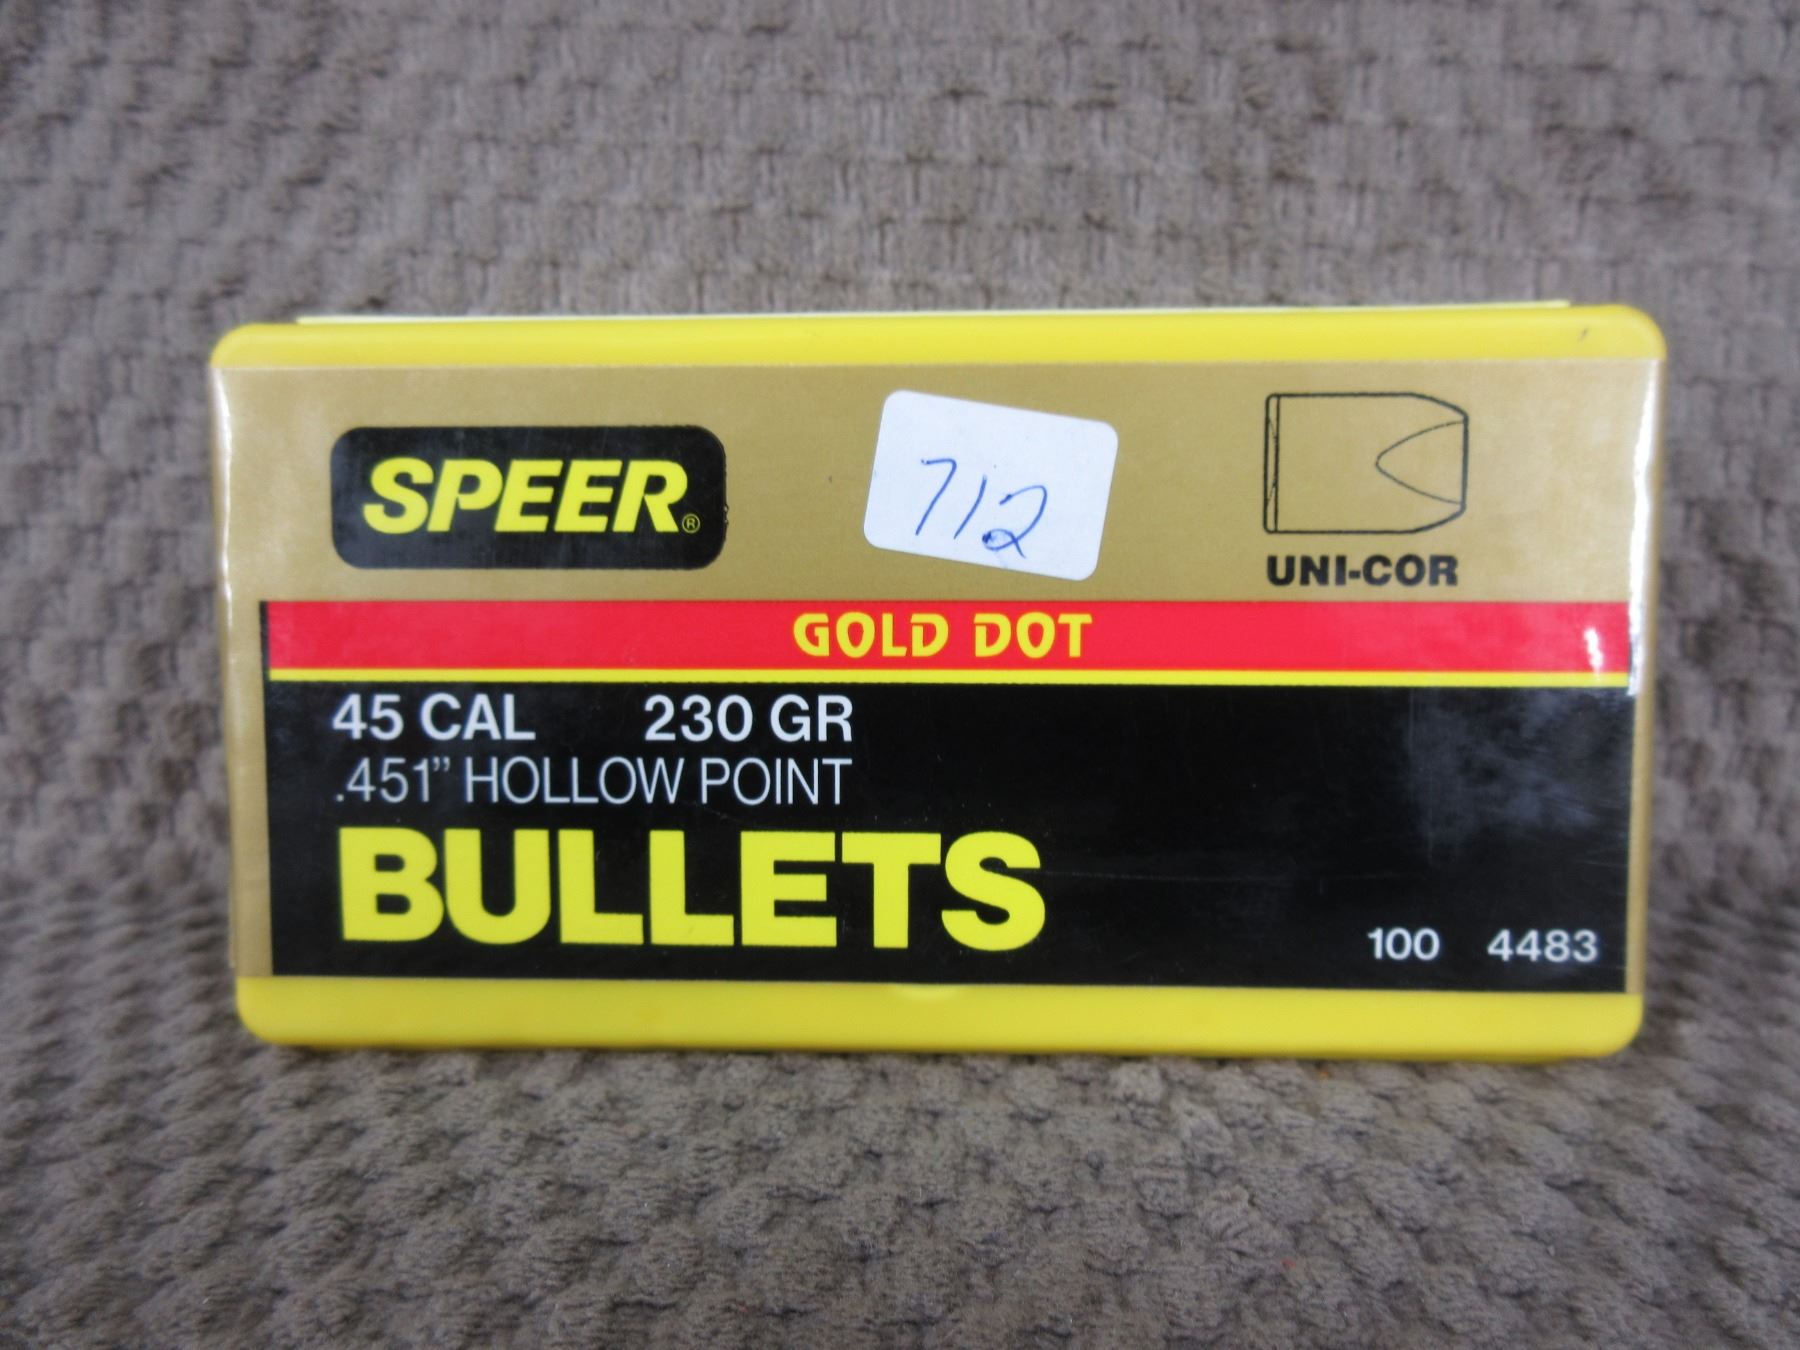 SPEER®
712
UNI-COR
GOLD DOT
45 CAL 230 GR
.451” HOLLOW POINT
BULLETS
100 4483